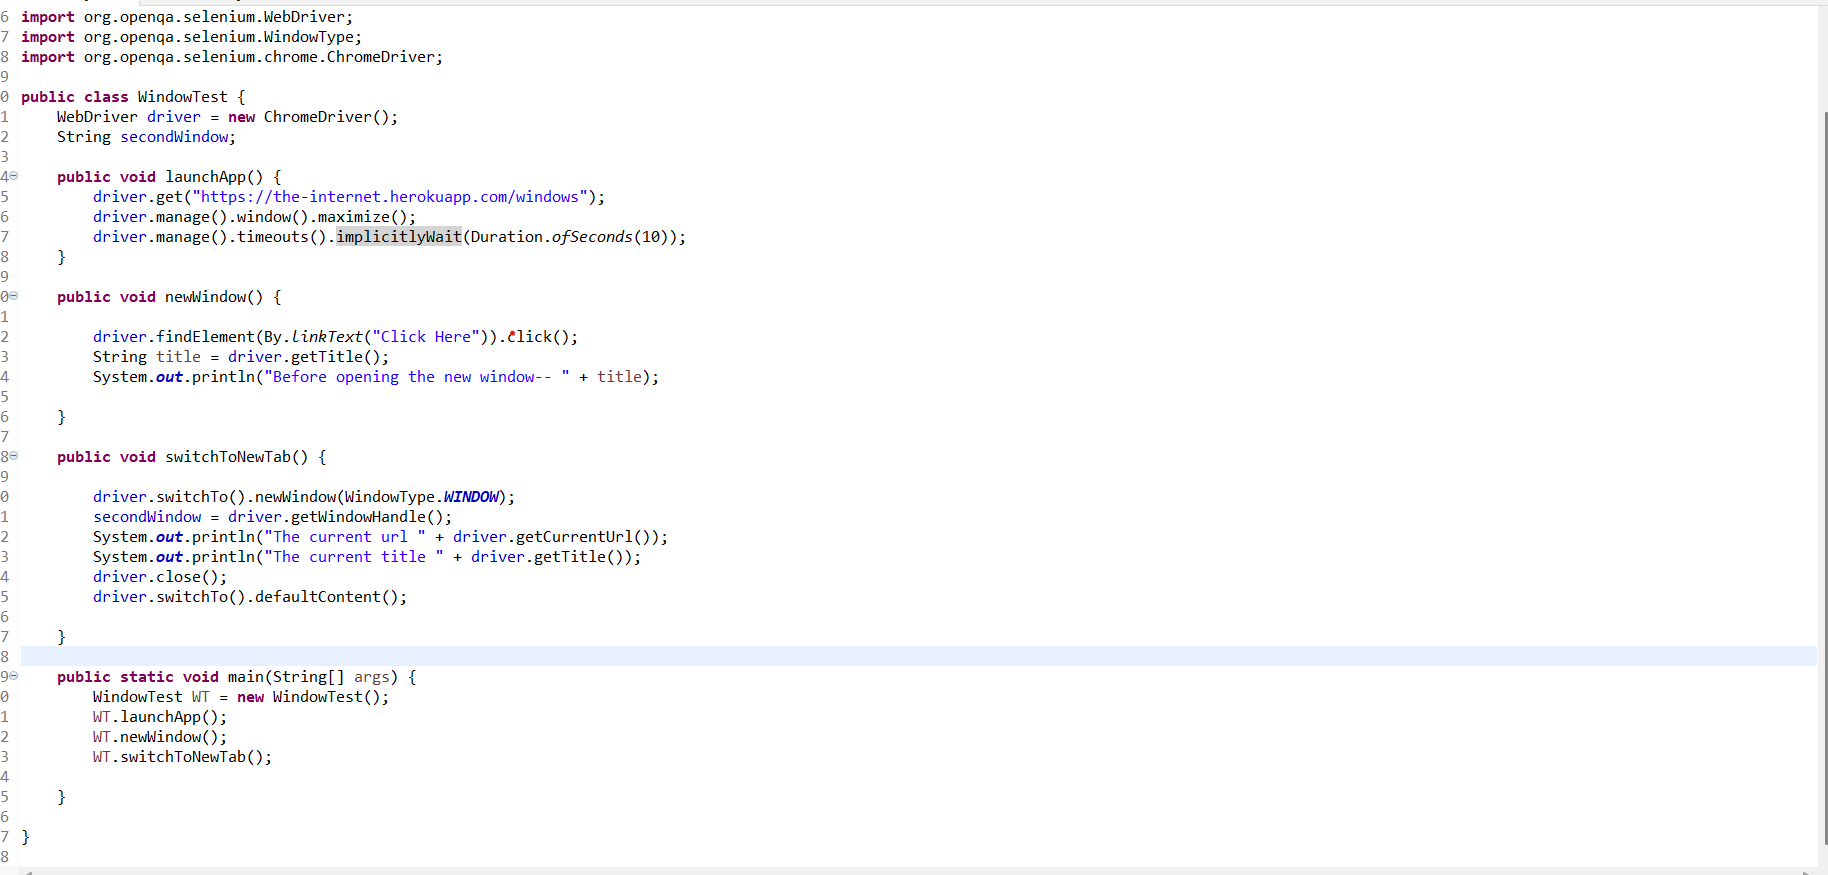 6 import org.openqa.selenium.WebDriver;
7 import org.openqa.selenium.WindowType;
8 import org.openqa.selenium.chrome.ChromeDriver;
9
0 public class WindowTest {
1 WebDriver driver = new ChromeDriver();
2 String secondWindow;
3
4 public void launchApp() {
5 driver.get("https://the-internet.herokuapp.com/windows");
6 driver.manage().window().maximize();
7 driver.manage().timeouts().implicitlyWait(Duration.ofSeconds(10));
8 }
9
0 public void newWindow() {
1
2 driver.findElement(By.linkText("Click Here")).click();
3 String title = driver.getTitle();
4 System.out.println("Before opening the new window-- " + title);
5
6 }
7
8 public void switchToNewTab() {
9
0 driver.switchTo().newWindow(WindowType.WINDOW);
1 secondWindow = driver.getWindowHandle();
2 System.out.println("The current url " + driver.getCurrentUrl());
3 System.out.println("The current title " + driver.getTitle());
4 driver.close();
5 driver.switchTo().defaultContent();
6
7 }
8
9 public static void main(String[] args) {
0 WindowTest WT = new WindowTest();
1 WT.launchApp();
2 WT.newWindow();
3 WT.switchToNewTab();
4
5 }
6
7 }
8